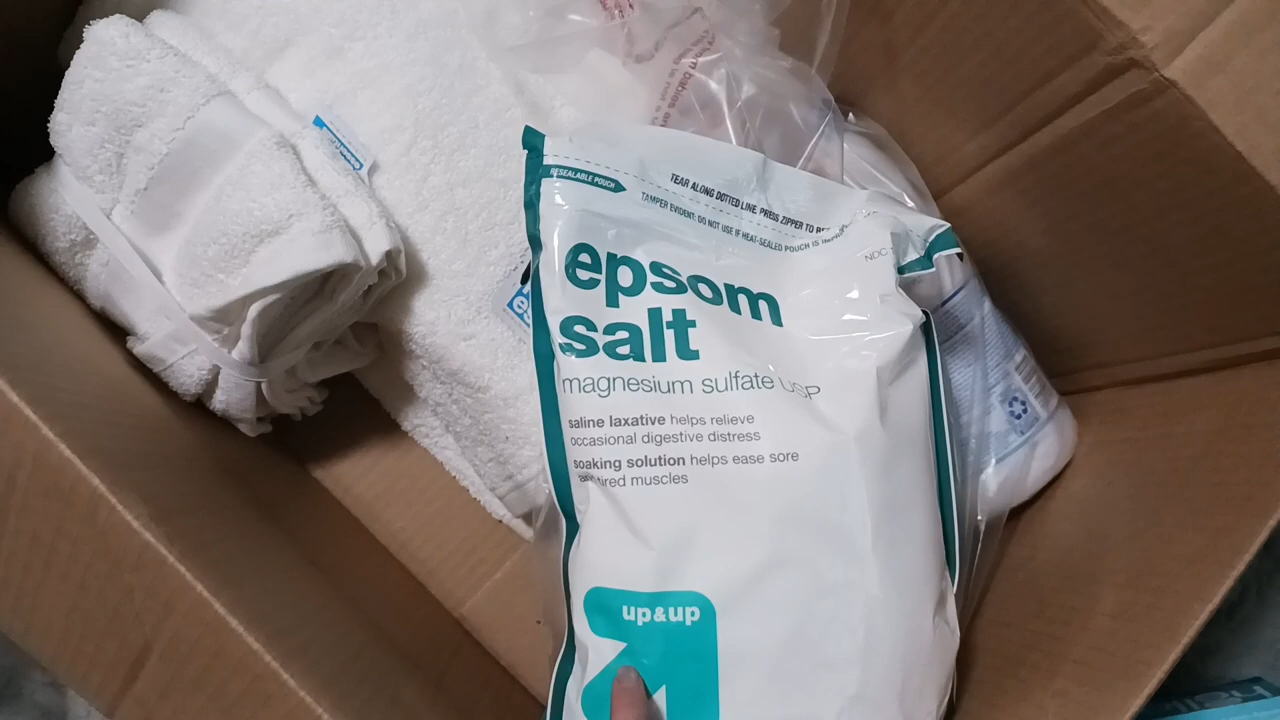 RESEALABLE POUCH
TEAR ALONG DOTTED LINE. PRESS ZIPPER TO
TAMPER EVIDENT: DO NOT USE IF HEAT-SEALED POUCH IS
NDC
epsom
salt
magnesium sulfate USP
saline laxative helps relieve
occasional digestive distress
soaking solution helps ease sore
and tired muscles
up&up